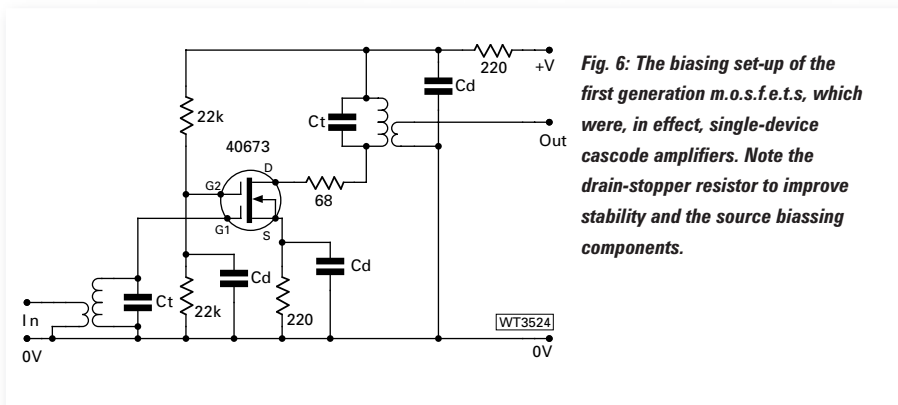 220
+V
Cd
22k
Ct
Out
40673
D
G2
68
G1
S
Cd
Cd
Ct
In
22k
220
WT3524
0V
0V
Fig. 6: The biasing set-up of the
first generation m.o.s.f.e.t.s, which
were, in effect, single-device
cascode amplifiers. Note the
drain-stopper resistor to improve
stability and the source biassing
components.